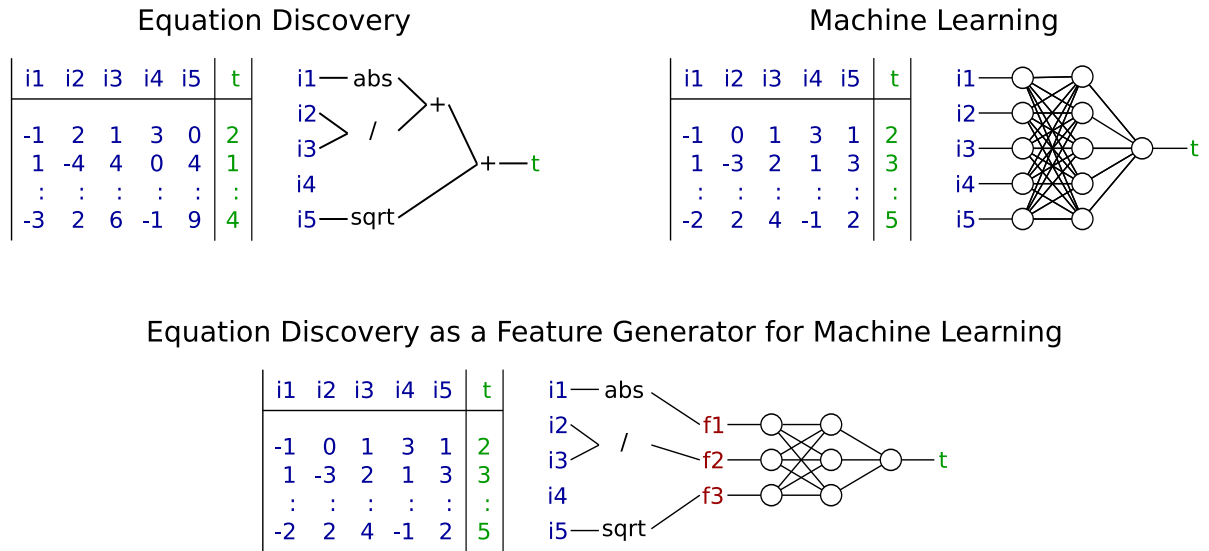 Equation Discovery
i1 i2 i3 i4 i5 t
-1 2 1 3 0 2
1 -4 4 0 4 1
: : : : : :
-3 2 6 -1 9 4
i1 abs
i2 +
i3 /
+ t
i4
i5 sqrt
Machine Learning
i1 i2 i3 i4 i5 t
-1 0 1 3 1 2
1 -3 2 1 3 3
: : : : : :
-2 2 4 -1 2 5
i1
i2
i3 t
i4
i5
Equation Discovery as a Feature Generator for Machine Learning
i1 i2 i3 i4 i5 t
-1 0 1 3 1 2
1 -3 2 1 3 3
: : : : : :
-2 2 4 -1 2 5
i1 abs
i2 f1
/
i3 f2 t
i4 f3
i5 sqrt